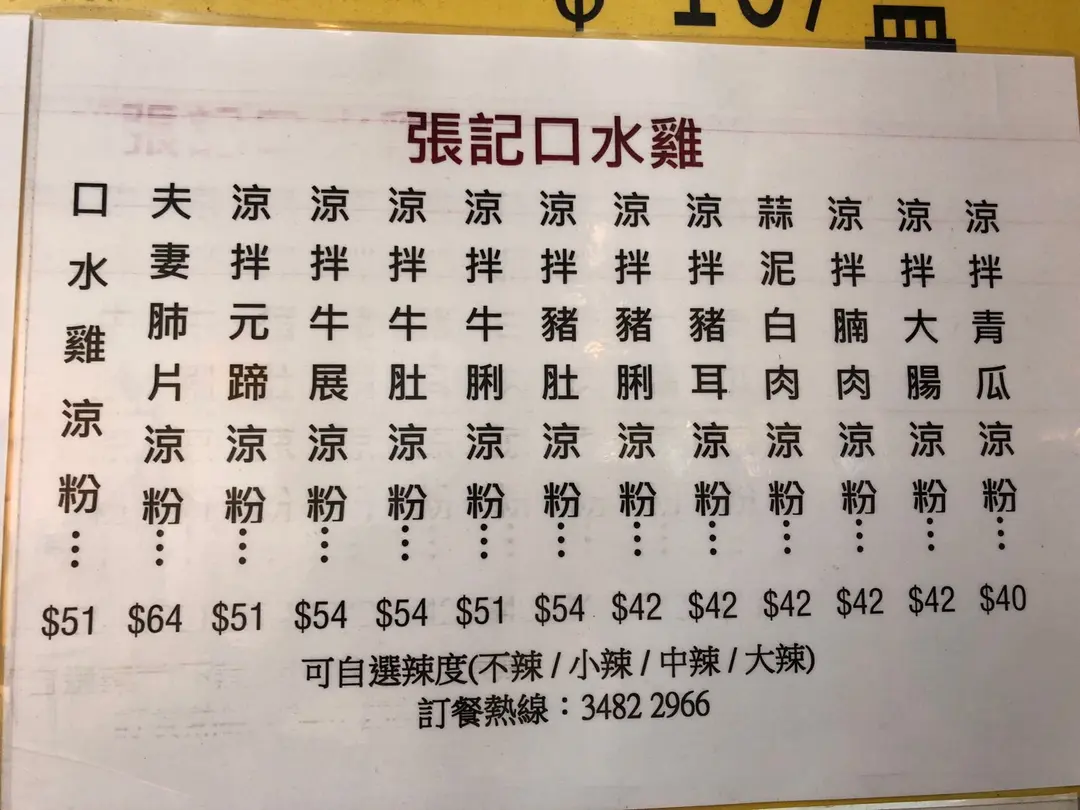 $ 167
張記口水雞
口水雞涼粉… $51
夫妻肺片涼粉… $64
涼拌元蹄涼粉… $51
涼拌牛展涼粉… $54
涼拌牛肚涼粉… $54
涼拌牛脷涼粉… $51
涼拌豬肚涼粉… $54
涼拌豬脷涼粉… $42
涼拌豬耳涼粉… $42
蒜泥白肉涼粉… $42
涼拌腩肉涼粉… $42
涼拌大腸涼粉… $42
涼拌青瓜涼粉… $40
可自選辣度(不辣 / 小辣 / 中辣 / 大辣)
訂餐熱線：3482 2966